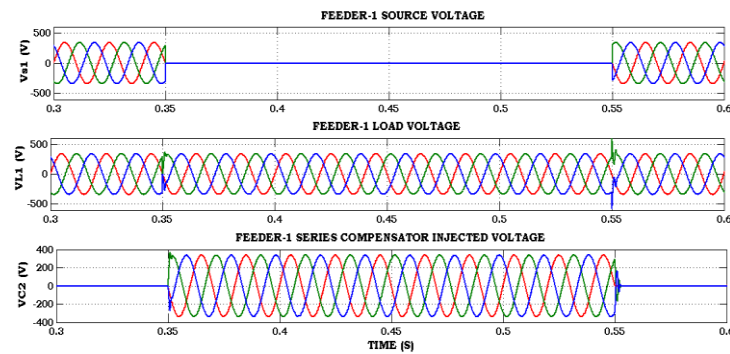 FEEDER-1 SOURCE VOLTAGE
Vs1 (V)
500
0
-500
0.3 0.35 0.4 0.45 0.5 0.55 0.6
FEEDER-1 LOAD VOLTAGE
VL1 (V)
500
0
-500
0.3 0.35 0.4 0.45 0.5 0.55 0.6
FEEDER-1 SERIES COMPENSATOR INJECTED VOLTAGE
VC2 (V)
400
200
0
-200
-400
0.3 0.35 0.4 0.45 0.5 0.55 0.6
TIME (S)